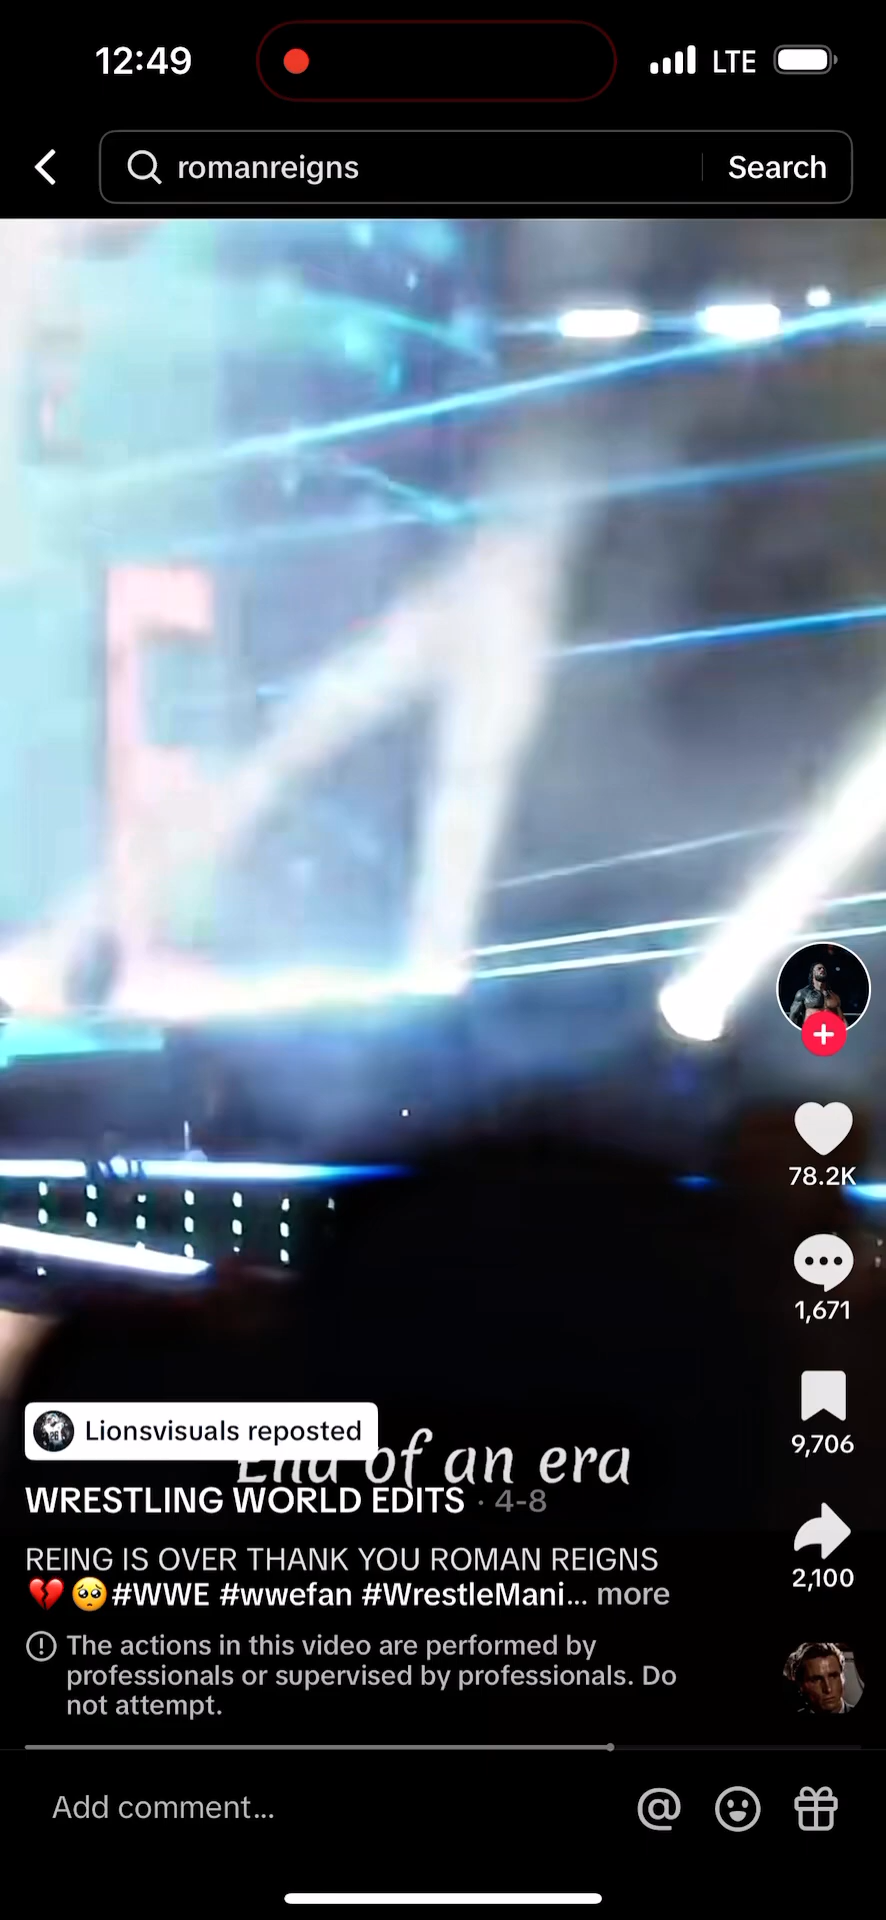 12:49
LTE
romanreigns
Search
E
78.2K
1,671
9,706
2,100
Lionsvisuals reposted
End of an era
WRESTLING WORLD EDITS · 4-8
REING IS OVER THANK YOU ROMAN REIGNS
💔🥺#WWE #wwefan #WrestleMani... more
The actions in this video are performed by
professionals or supervised by professionals. Do
not attempt.
Add comment...